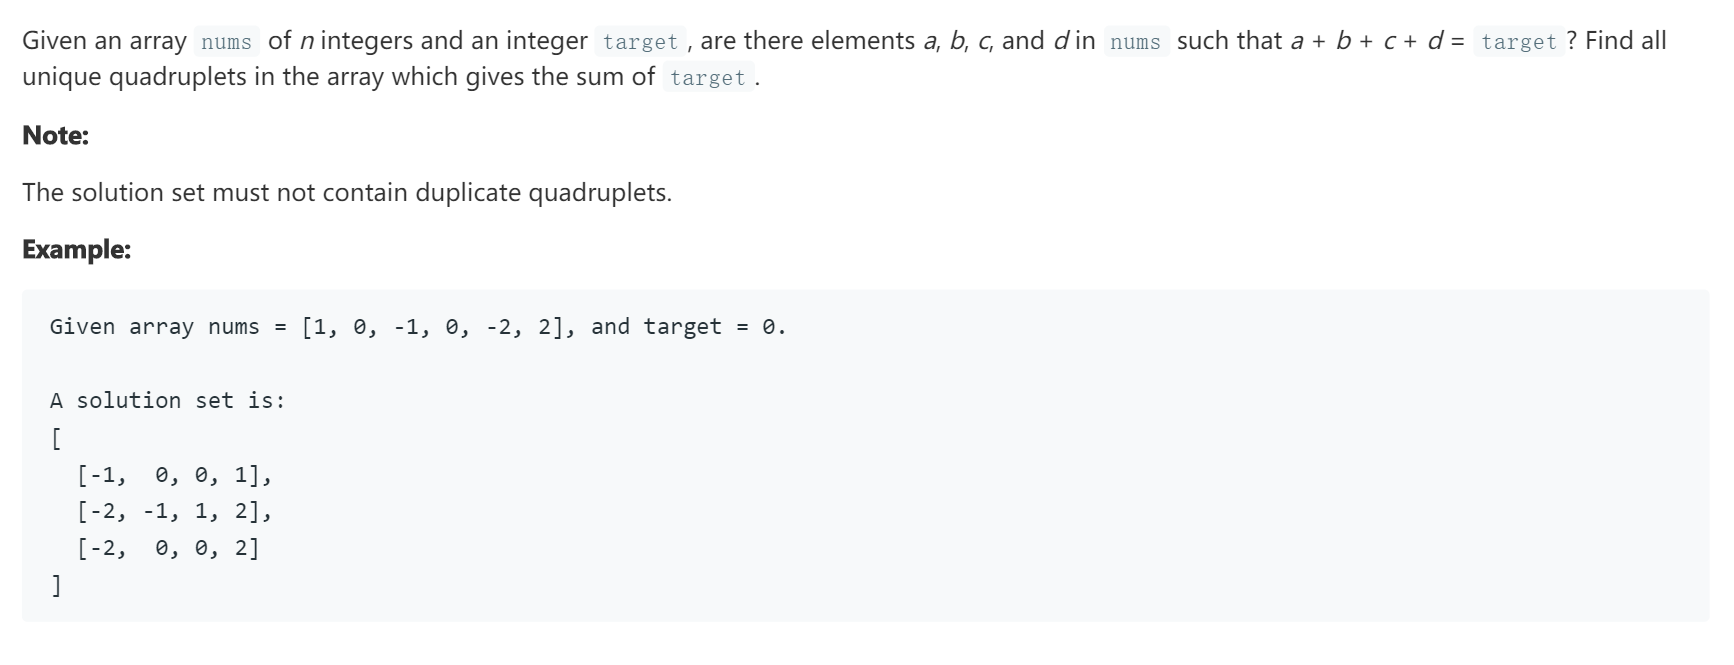 Given an array nums of n integers and an integer target , are there elements a, b, c, and d in nums such that a + b + c + d = target ? Find all
unique quadruplets in the array which gives the sum of target .
Note:
The solution set must not contain duplicate quadruplets.
Example:
Given array nums = [1, 0, -1, 0, -2, 2], and target = 0.
A solution set is:
[
[-1,  0, 0, 1],
[-2, -1, 1, 2],
[-2,  0, 0, 2]
]